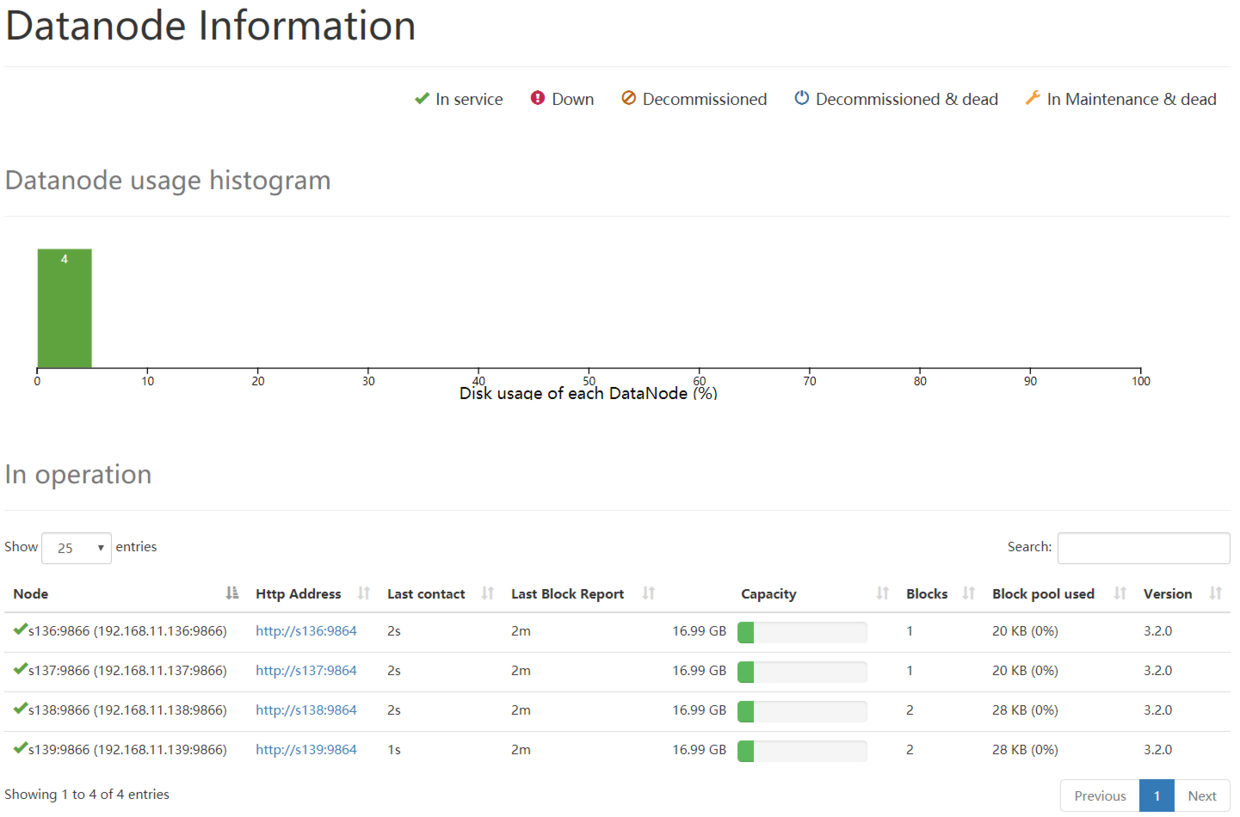 Datanode Information
In service Down Decommissioned Decommissioned & dead In Maintenance & dead
Datanode usage histogram
4
0 10 20 30 40 50 60 70 80 90 100
Disk usage of each DataNode (%)
In operation
Show 25 entries Search:
Node Http Address Last contact Last Block Report Capacity Blocks Block pool used Version
s136:9866 (192.168.11.136:9866) http://s136:9864 2s 2m 16.99 GB 1 20 KB (0%) 3.2.0
s137:9866 (192.168.11.137:9866) http://s137:9864 2s 2m 16.99 GB 1 20 KB (0%) 3.2.0
s138:9866 (192.168.11.138:9866) http://s138:9864 2s 2m 16.99 GB 2 28 KB (0%) 3.2.0
s139:9866 (192.168.11.139:9866) http://s139:9864 1s 2m 16.99 GB 2 28 KB (0%) 3.2.0
Showing 1 to 4 of 4 entries Previous 1 Next